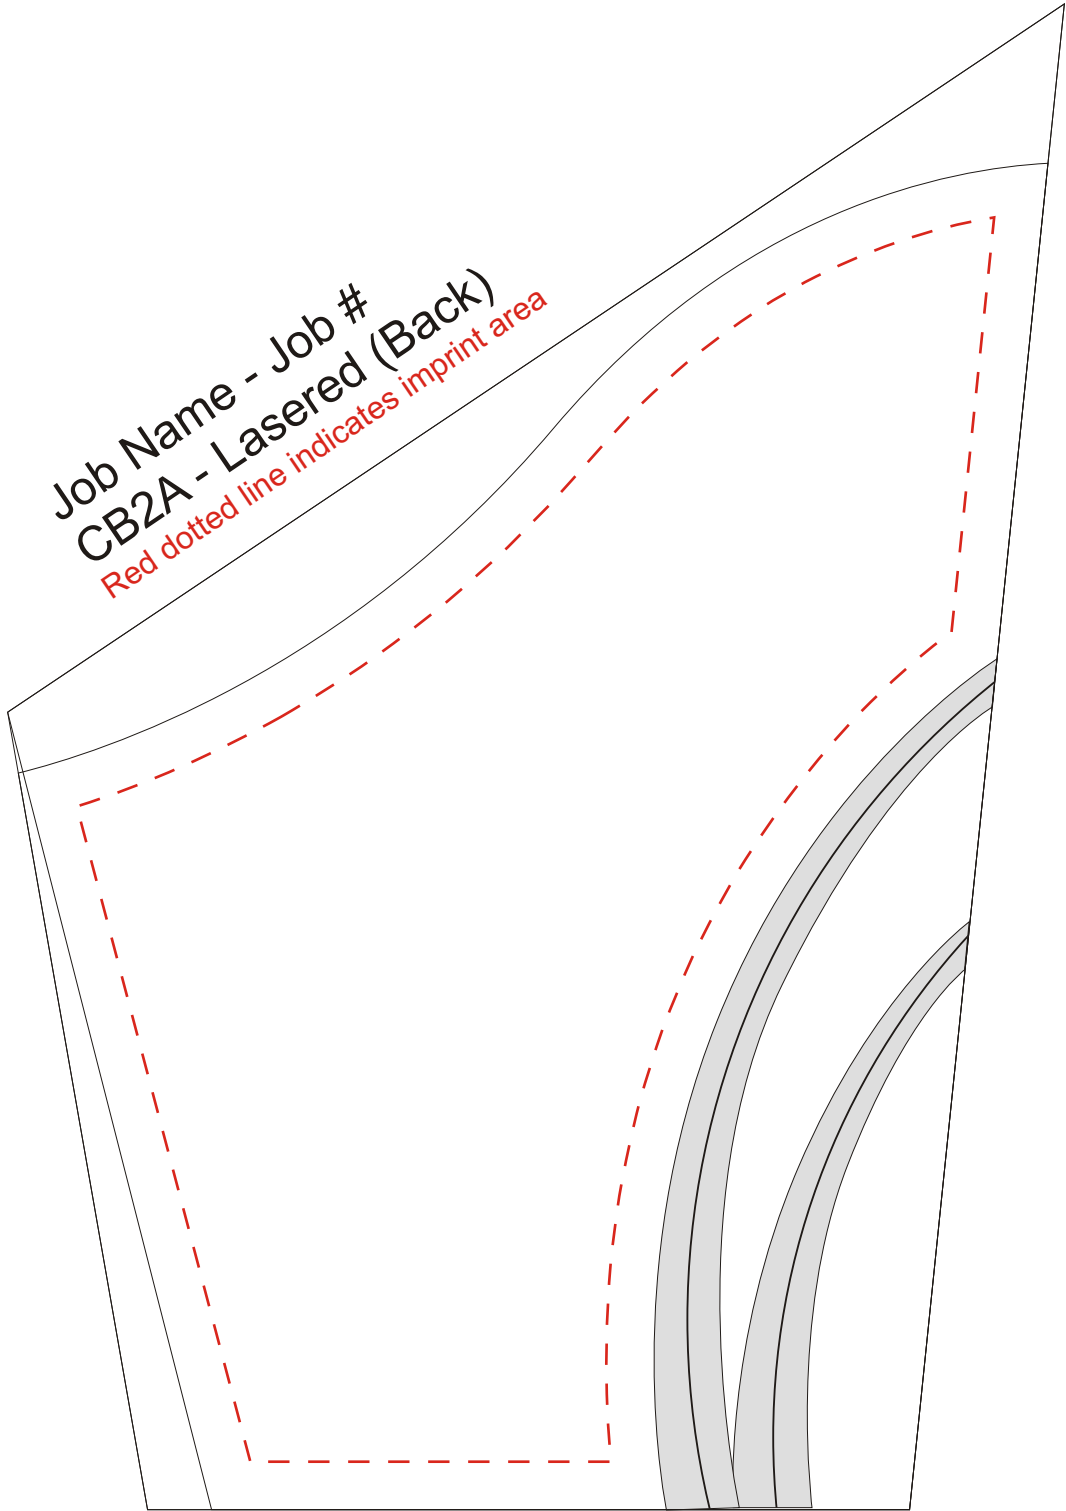 Job Name - Job #
CB2A - Lasered (Back)
Red dotted line indicates imprint area